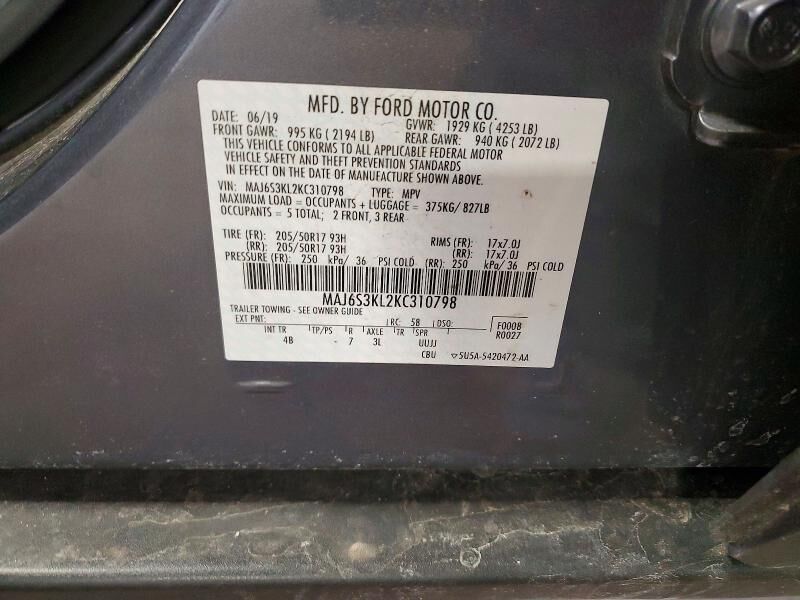 MFD. BY FORD MOTOR CO.
DATE: 06/19 GVWR: 1929 KG ( 4253 LB)
FRONT GAWR: 995 KG ( 2194 LB) REAR GAWR: 940 KG ( 2072 LB)
THIS VEHICLE CONFORMS TO ALL APPLICABLE FEDERAL MOTOR
VEHICLE SAFETY AND THEFT PREVENTION STANDARDS
IN EFFECT ON THE DATE OF MANUFACTURE SHOWN ABOVE.
VIN: MAJ6S3KL2KC310798 TYPE: MPV
MAXIMUM LOAD = OCCUPANTS + LUGGAGE = 375KG/ 827LB
OCCUPANTS = 5 TOTAL; 2 FRONT, 3 REAR
TIRE (FR): 205/50R17 93H RIMS (FR): 17x7.0J
(RR): 205/50R17 93H (RR): 17x7.0J
PRESSURE (FR): 250 kPa/ 36 PSI COLD (RR): 250 kPa/ 36 PSI COLD
MAJ6S3KL2KC310798
TRAILER TOWING - SEE OWNER GUIDE
EXT PNT: RC: 58 DSO: F0008
R0027
INT TR TP/PS R AXLE TR SPR
4B - 7 3L UUJJ
CBU 5U5A-5420472-AA